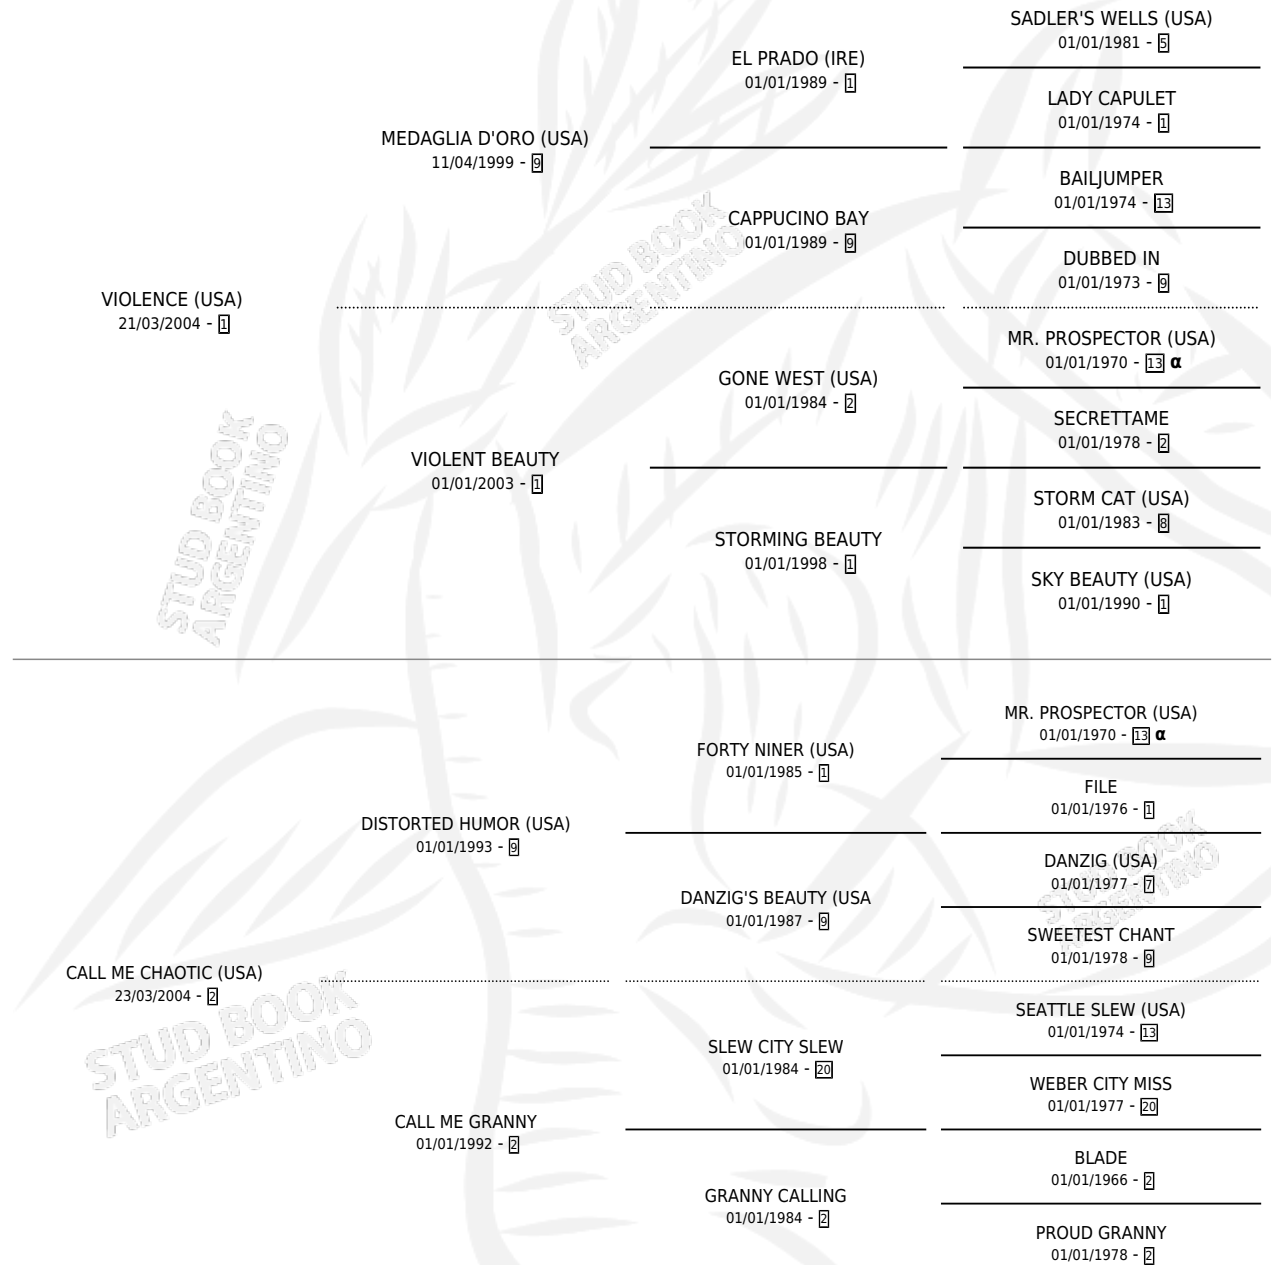 SADLER'S WELLS (USA)
01/01/1981 - 5
EL PRADO (IRE)
01/01/1989 - 1
LADY CAPULET
01/01/1974 - 1
MEDAGLIA D'ORO (USA)
11/04/1999 - 9
BAILJUMPER
01/01/1974 - 13
CAPPUCINO BAY
01/01/1989 - 9
DUBBED IN
01/01/1973 - 9
VIOLENCE (USA)
21/03/2004 - 1
MR. PROSPECTOR (USA)
01/01/1970 - 13 α
GONE WEST (USA)
01/01/1984 - 2
SECRETTAME
01/01/1978 - 2
VIOLENT BEAUTY
01/01/2003 - 1
STORM CAT (USA)
01/01/1983 - 8
STORMING BEAUTY
01/01/1998 - 1
SKY BEAUTY (USA)
01/01/1990 - 1
MR. PROSPECTOR (USA)
01/01/1970 - 13 α
FORTY NINER (USA)
01/01/1985 - 1
FILE
01/01/1976 - 1
DISTORTED HUMOR (USA)
01/01/1993 - 9
DANZIG (USA)
01/01/1977 - 7
DANZIG'S BEAUTY (USA
01/01/1987 - 9
SWEETEST CHANT
01/01/1978 - 9
CALL ME CHAOTIC (USA)
23/03/2004 - 2
SEATTLE SLEW (USA)
01/01/1974 - 13
SLEW CITY SLEW
01/01/1984 - 20
WEBER CITY MISS
01/01/1977 - 20
CALL ME GRANNY
01/01/1992 - 2
BLADE
01/01/1966 - 2
GRANNY CALLING
01/01/1984 - 2
PROUD GRANNY
01/01/1978 - 2
STUD BOOK
ARGENTINO
STUD BOOK
ARGENTINO
STUD BOOK
ARGENTINO
STUD BOOK
ARGENTINO